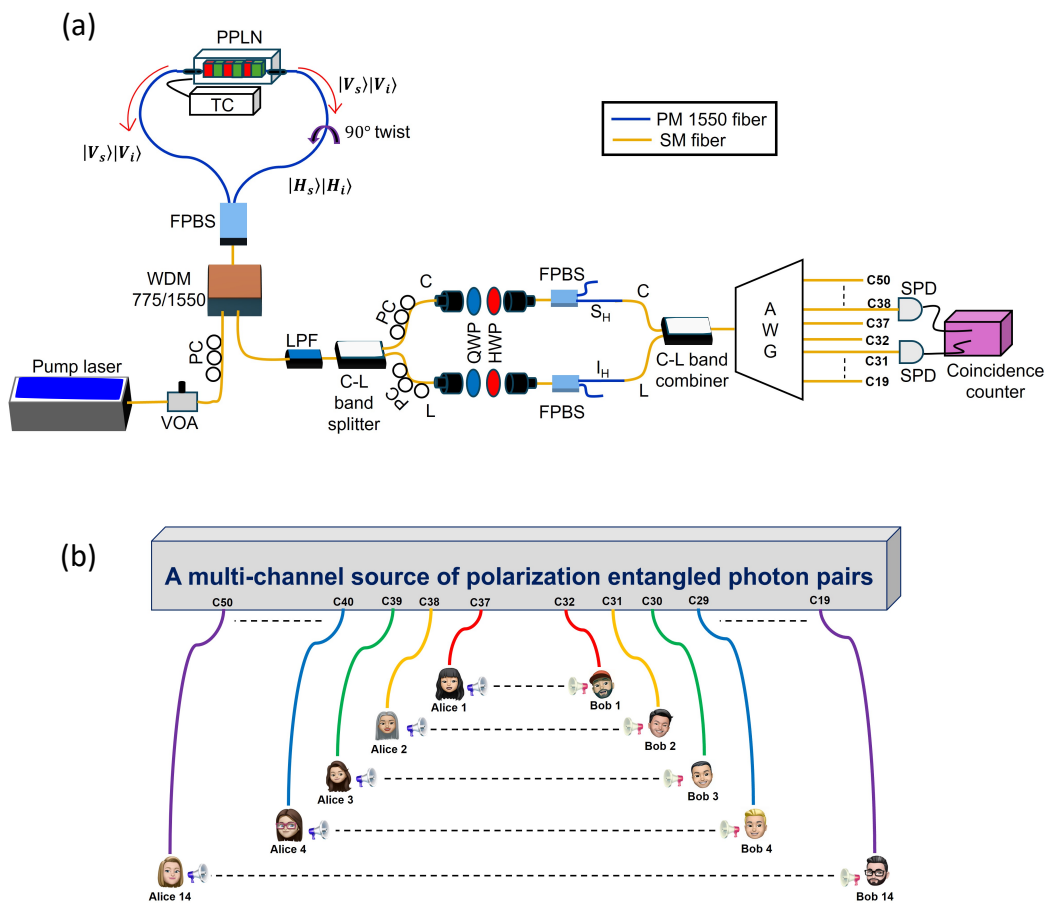 (a)
PPLN
TC
|V_s⟩|V_i⟩
90° twist
|V_s⟩|V_i⟩
|H_s⟩|H_i⟩
PM 1550 fiber
SM fiber
FPBS
WDM
775/1550
PC
Pump laser
VOA
LPF
C-L
band
splitter
PC
C
PC
L
QWP
HWP
FPBS
S_H
C
I_H
L
FPBS
C-L band
combiner
A
W
G
C50
C38
C37
C32
C31
C19
SPD
SPD
Coincidence
counter
(b)
A multi-channel source of polarization entangled photon pairs
C50 C40 C39 C38 C37 C32 C31 C30 C29 C19
Alice 1 Bob 1
Alice 2 Bob 2
Alice 3 Bob 3
Alice 4 Bob 4
Alice 14 Bob 14